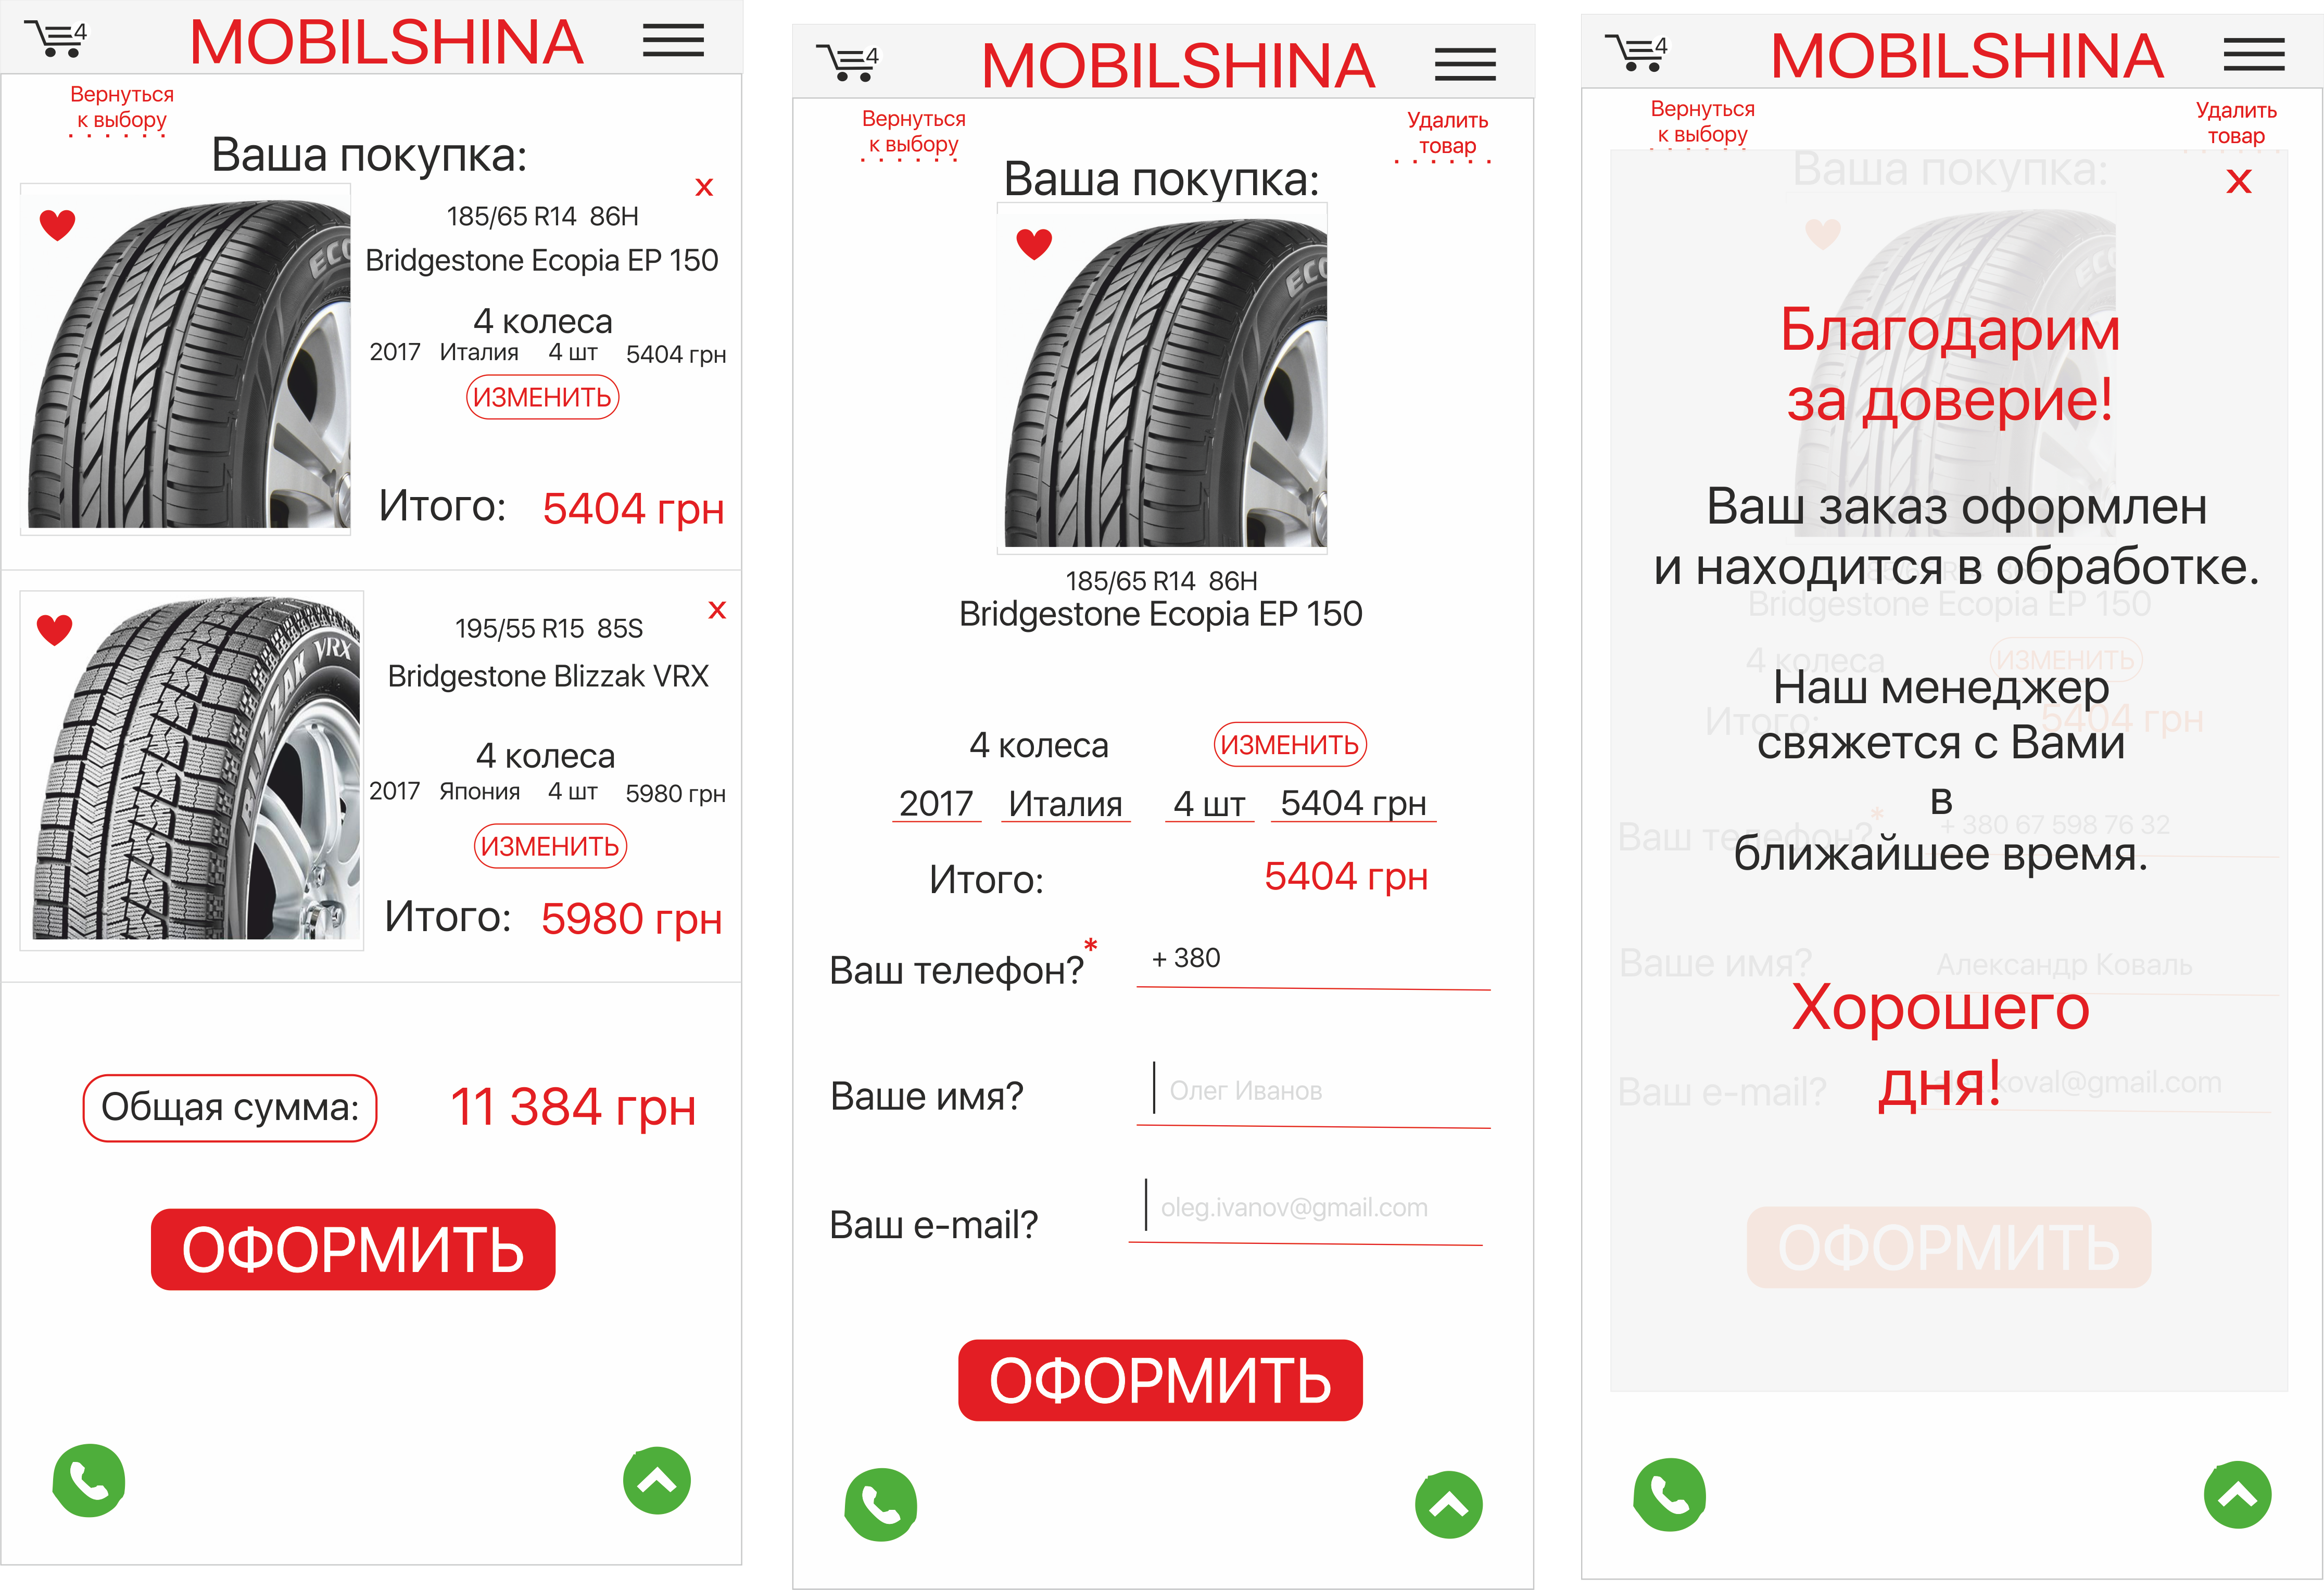 4
MOBILSHINA
Вернуться
к выбору
Ваша покупка:
x
185/65 R14 86H
Bridgestone Ecopia EP 150
ECO
4 колеса
2017 Италия 4 шт 5404 грн
ИЗМЕНИТЬ
Итого: 5404 грн
x
195/55 R15 85S
Bridgestone Blizzak VRX
BLIZZAK VRX
4 колеса
2017 Япония 4 шт 5980 грн
ИЗМЕНИТЬ
Итого: 5980 грн
Общая сумма: 11 384 грн
ОФОРМИТЬ
4
MOBILSHINA
Вернуться
к выбору
Удалить
товар
Ваша покупка:
ECO
185/65 R14 86H
Bridgestone Ecopia EP 150
4 колеса ИЗМЕНИТЬ
2017 Италия 4 шт 5404 грн
Итого: 5404 грн
Ваш телефон?* + 380
Ваше имя? Олег Иванов
Ваш e-mail? oleg.ivanov@gmail.com
ОФОРМИТЬ
4
MOBILSHINA
Вернуться
к выбору
Удалить
товар
Ваша покупка:
x
ECO
Благодарим
за доверие!
Ваш заказ оформлен
и находится в обработке.
Bridgestone Ecopia EP 150
4 колеса ИЗМЕНИТЬ
Наш менеджер
Итого: 5404 грн
свяжется с Вами
в
Ваш телефон?* + 380 67 598 76 32
ближайшее время.
Ваше имя? Александр Коваль
Хорошего
дня!
Ваш e-mail? koval@gmail.com
ОФОРМИТЬ